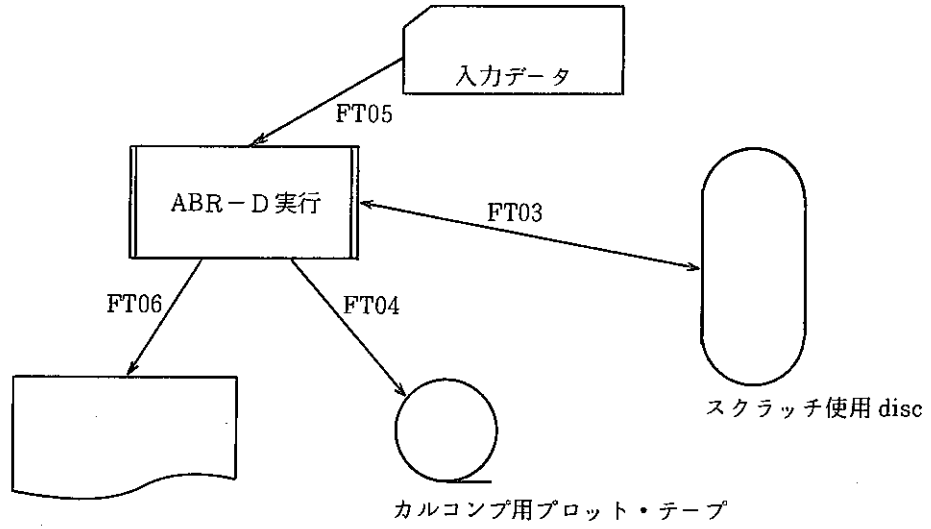 入力データ
FT05
ABR-D実行
FT03
FT06
FT04
スクラッチ使用 disc
カルコンプ用プロット・テープ